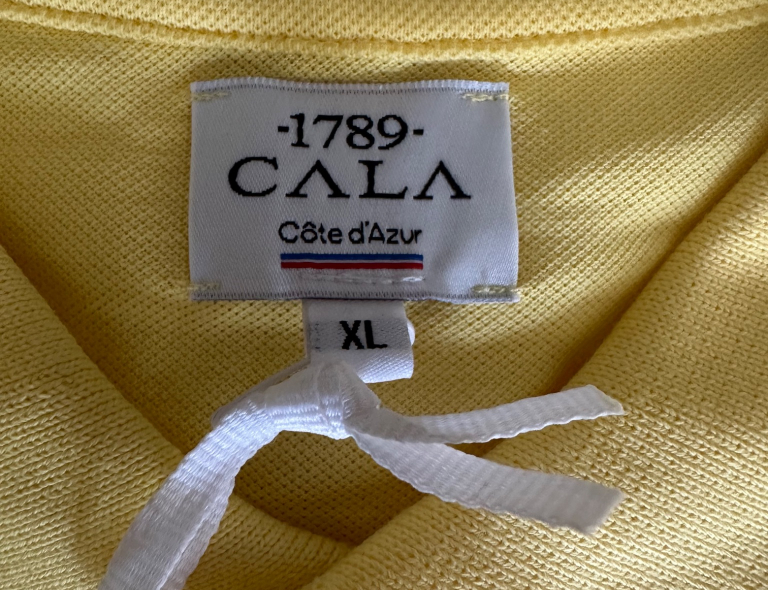 -1789-
CALA
Côte d'Azur
XL